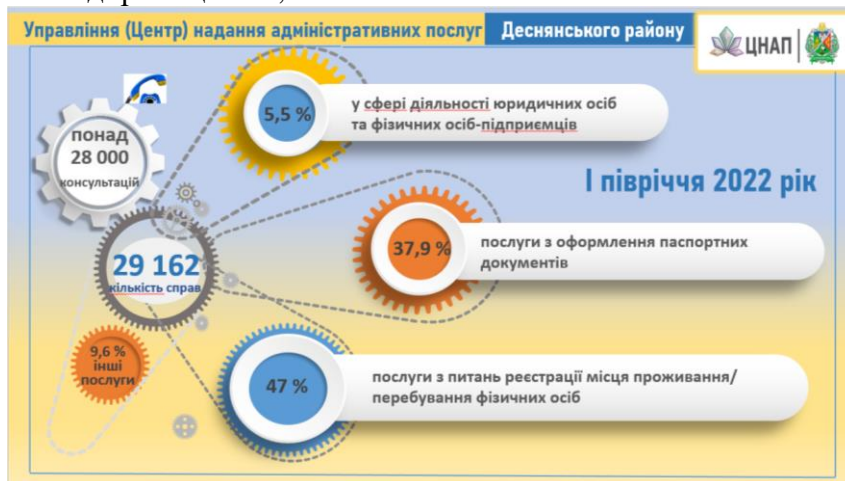 Управління (Центр) надання адміністративних послуг Деснянського району
ЦНАП
понад
28 000
консультацій
5,5 %
у сфері діяльності юридичних осіб
та фізичних осіб-підприємців
І півріччя 2022 рік
37,9 %
послуги з оформлення паспортних
документів
29 162
кількість справ
9,6 %
інші
послуги
47 %
послуги з питань реєстрації місця проживання/
перебування фізичних осіб